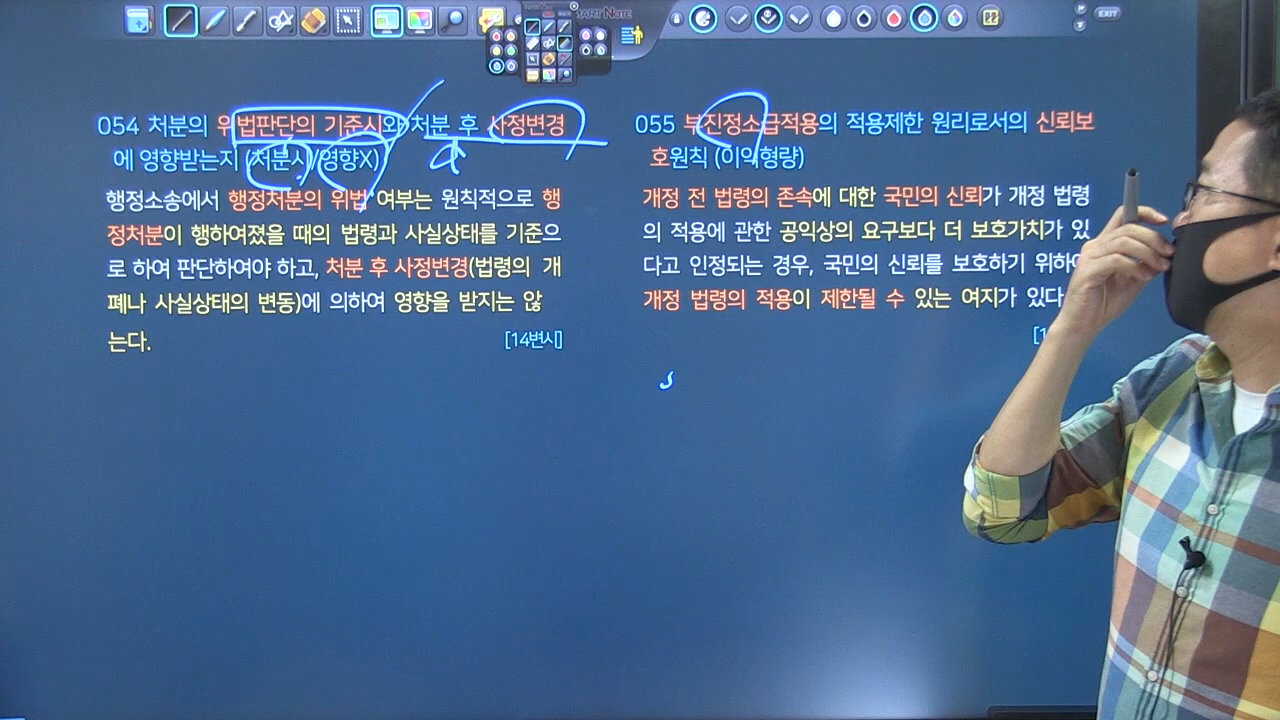 SMART NOTE
EXIT
054 처분의 위법판단의 기준시와 처분 후 사정변경
에 영향받는지 (처분시/영향X)
행정소송에서 행정처분의 위법 여부는 원칙적으로 행
정처분이 행하여졌을 때의 법령과 사실상태를 기준으
로 하여 판단하여야 하고, 처분 후 사정변경(법령의 개
폐나 사실상태의 변동)에 의하여 영향을 받지는 않
는다.
[14변시]
055 부진정소급적용의 적용제한 원리로서의 신뢰보
호원칙 (이익형량)
개정 전 법령의 존속에 대한 국민의 신뢰가 개정 법령
의 적용에 관한 공익상의 요구보다 더 보호가치가 있
다고 인정되는 경우, 국민의 신뢰를 보호하기 위하여
개정 법령의 적용이 제한될 수 있는 여지가 있다
[1